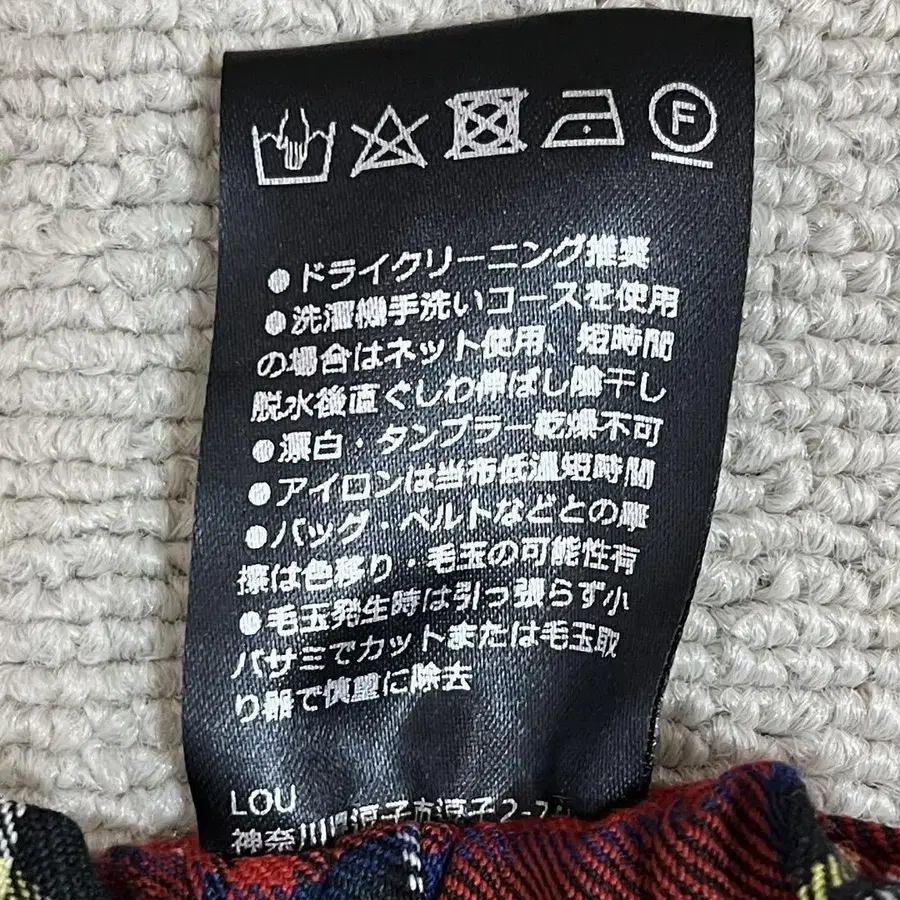 F
●ドライクリーニング推奨
●洗濯機手洗いコースを使用
の場合はネット使用、短時間
脱水後直ぐしわ伸ばし陰干し
●漂白・タンブラー乾燥不可
●アイロンは当布低温短時間
●バッグ・ベルトなどとの摩
擦は色移り・毛玉の可能性有
●毛玉発生時は引っ張らず小
バサミでカットまたは毛玉取
り器で慎重に除去
LOU
神奈川県逗子市逗子2-7